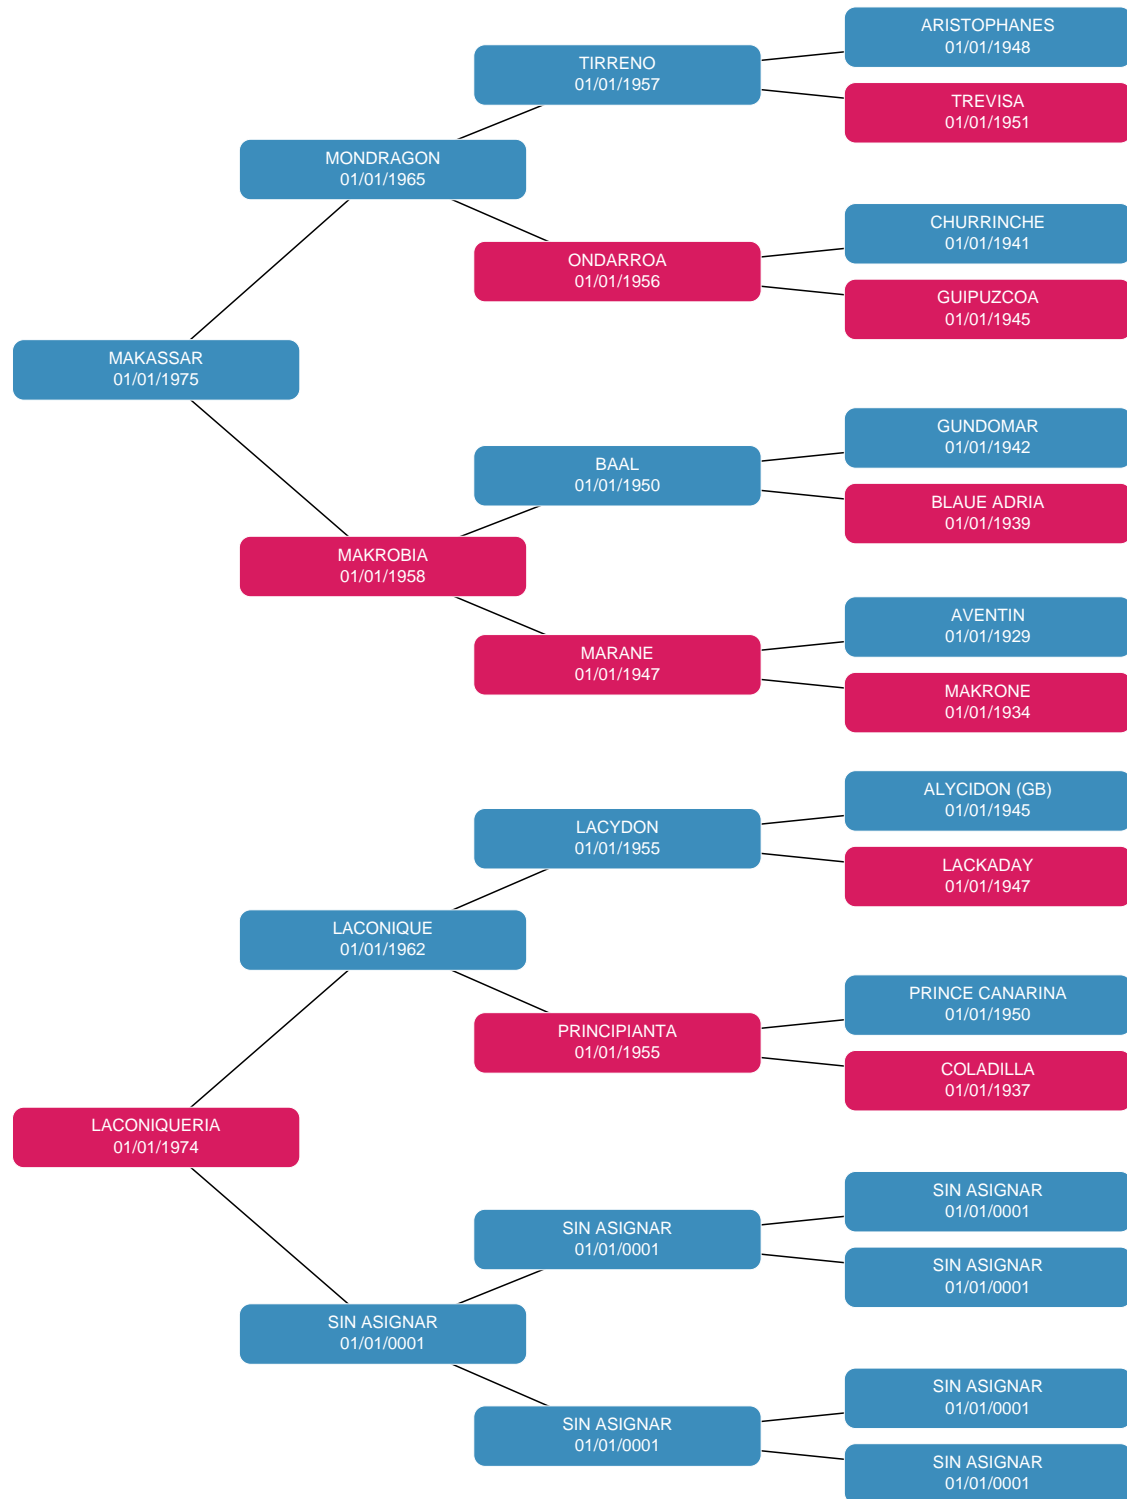 ARISTOPHANES
01/01/1948
TIRRENO
01/01/1957
TREVISA
01/01/1951
MONDRAGON
01/01/1965
CHURRINCHE
01/01/1941
ONDARROA
01/01/1956
GUIPUZCOA
01/01/1945
MAKASSAR
01/01/1975
GUNDOMAR
01/01/1942
BAAL
01/01/1950
BLAUE ADRIA
01/01/1939
MAKROBIA
01/01/1958
AVENTIN
01/01/1929
MARANE
01/01/1947
MAKRONE
01/01/1934
ALYCIDON (GB)
01/01/1945
LACYDON
01/01/1955
LACKADAY
01/01/1947
LACONIQUE
01/01/1962
PRINCE CANARINA
01/01/1950
PRINCIPIANTA
01/01/1955
COLADILLA
01/01/1937
LACONIQUERIA
01/01/1974
SIN ASIGNAR
01/01/0001
SIN ASIGNAR
01/01/0001
SIN ASIGNAR
01/01/0001
SIN ASIGNAR
01/01/0001
SIN ASIGNAR
01/01/0001
SIN ASIGNAR
01/01/0001
SIN ASIGNAR
01/01/0001